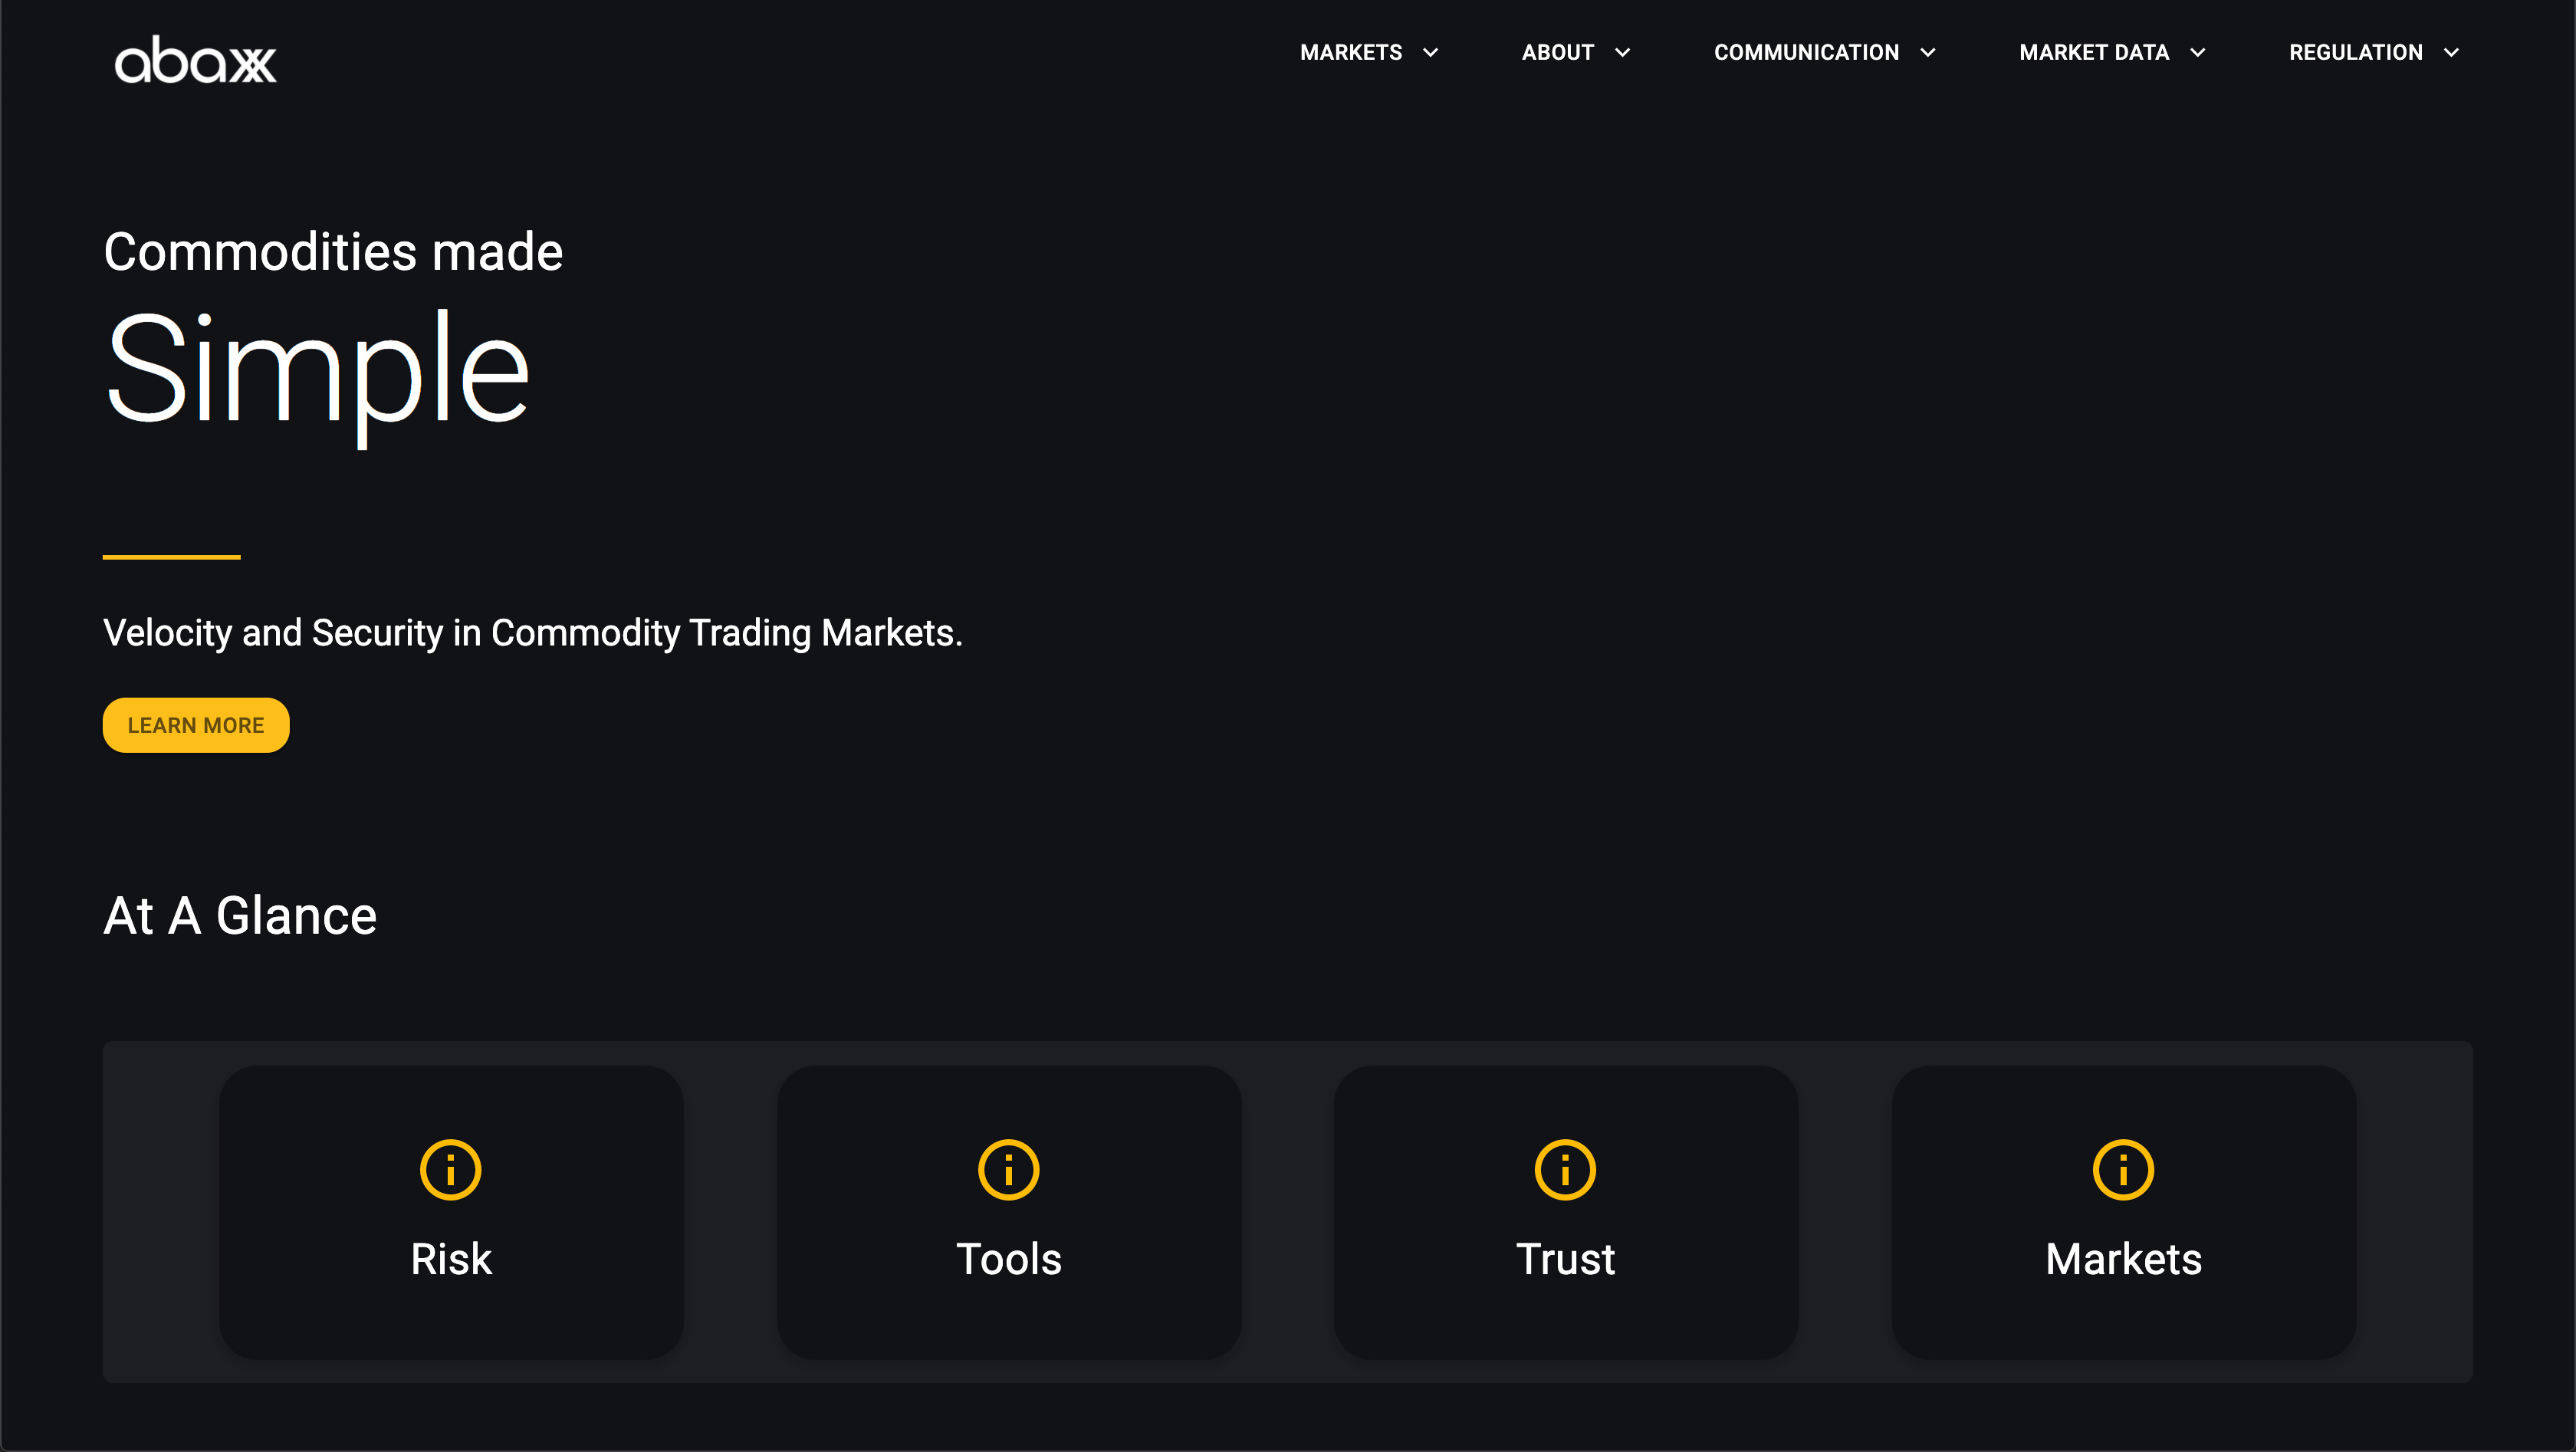 abaxx
MARKETS
ABOUT
COMMUNICATION
MARKET DATA
REGULATION
Commodities made
Simple
Velocity and Security in Commodity Trading Markets.
LEARN MORE
At A Glance
Risk
Tools
Trust
Markets